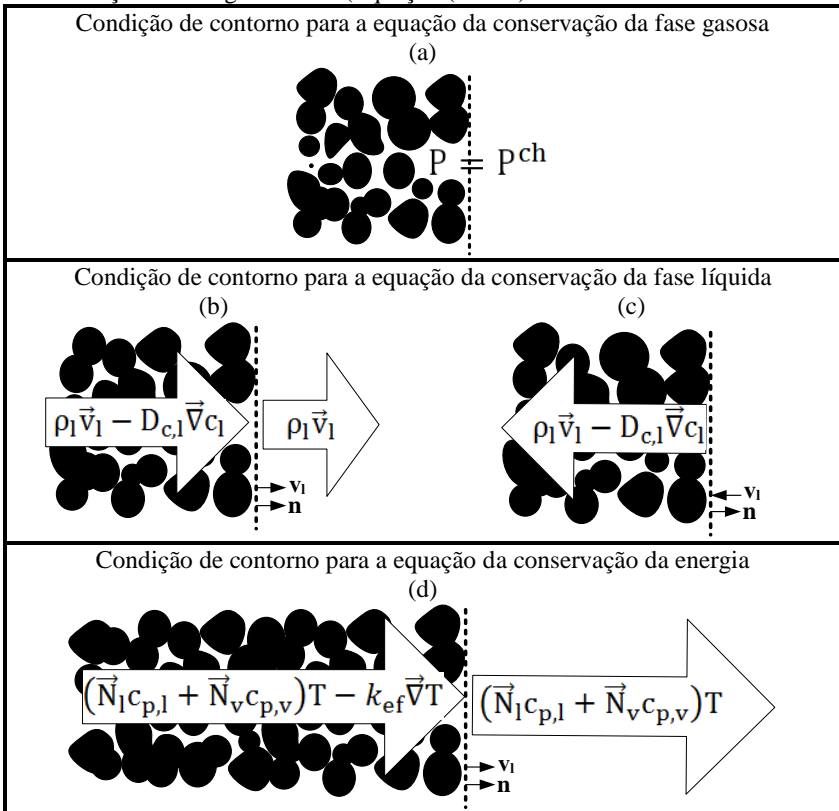 Condição de contorno para a equação da conservação da fase gasosa
(a)
P = P^ch
Condição de contorno para a equação da conservação da fase líquida
(b) (c)
ρ_l v⃗_l − D_c,l ∇⃗c_l ρ_l v⃗_l ρ_l v⃗_l − D_c,l ∇⃗c_l
v_l v_l
n n
Condição de contorno para a equação da conservação da energia
(d)
(N⃗_l c_p,l + N⃗_v c_p,v)T − k_ef ∇⃗T (N⃗_l c_p,l + N⃗_v c_p,v)T
v_l
n